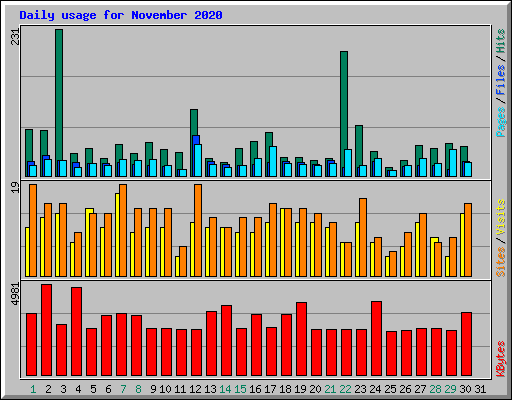 Daily usage for November 2020
231
Pages / Files / Hits
19
Sites / Visits
4981
KBytes
1 2 3 4 5 6 7 8 9 10 11 12 13 14 15 16 17 18 19 20 21 22 23 24 25 26 27 28 29 30 31